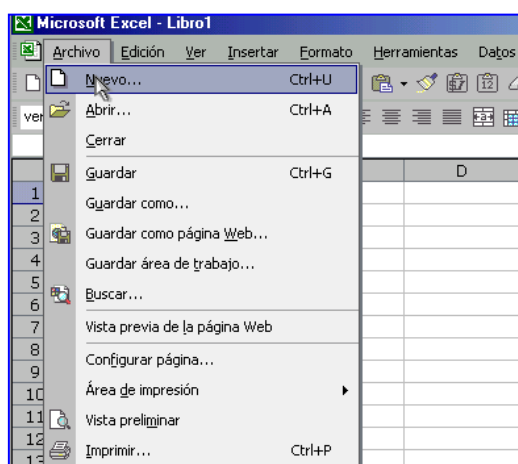 Microsoft Excel - Libro1
Archivo Edición Ver Insertar Formato Herramientas Datos
Nuevo... Ctrl+U
ver
Abrir... Ctrl+A
Cerrar
D
Guardar Ctrl+G
1
Guardar como...
2
3 Guardar como página Web...
4 Guardar área de trabajo...
5
Buscar...
6
7 Vista previa de la página Web
8
Configurar página...
9
10 Área de impresión
11 Vista preliminar
12
Imprimir... Ctrl+P
13